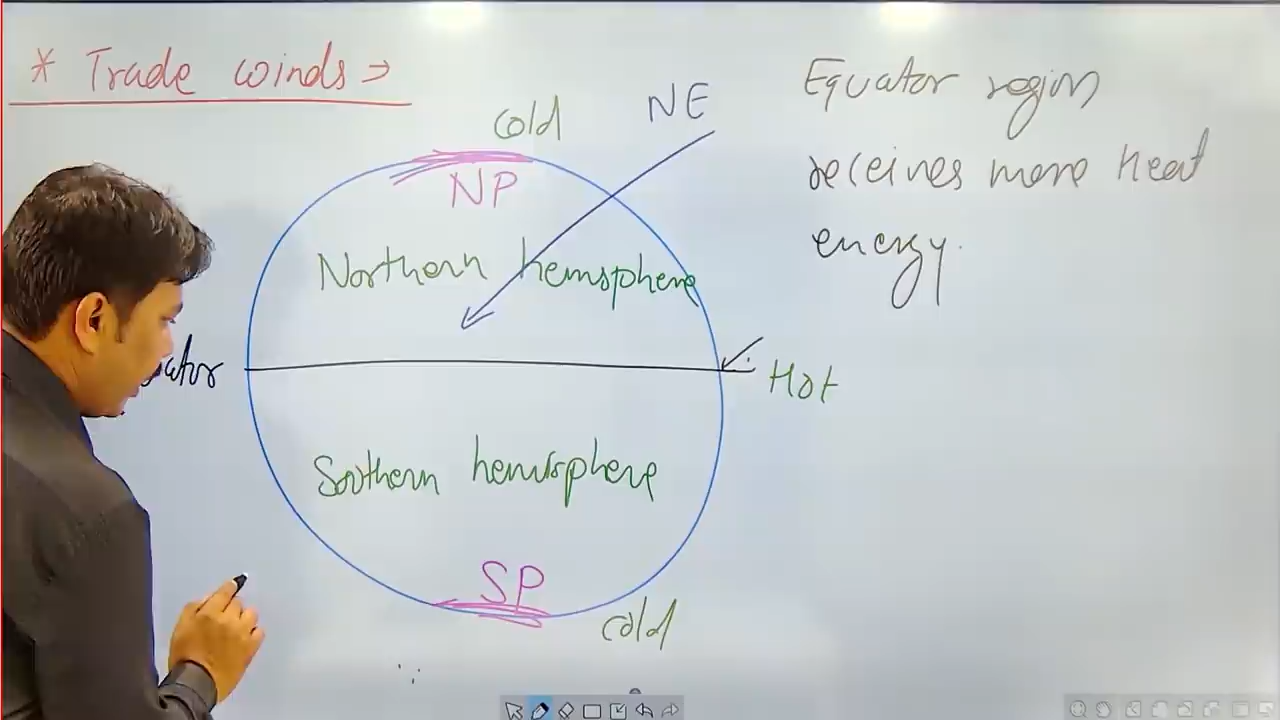 * Trade winds →
Equator region
receives more Heat
energy.
NE
cold
NP
Northern hemsphere
Hot
Southern hemisphere
SP
cold